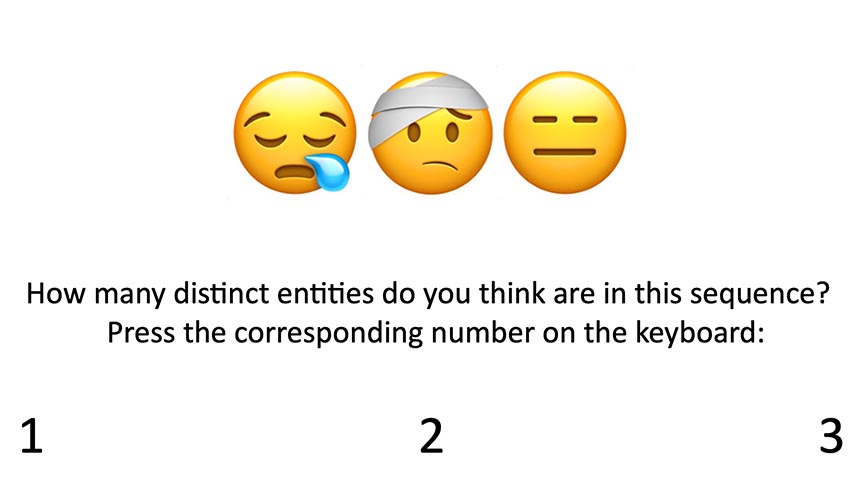 How many distinct entities do you think are in this sequence?
Press the corresponding number on the keyboard:
1 2 3